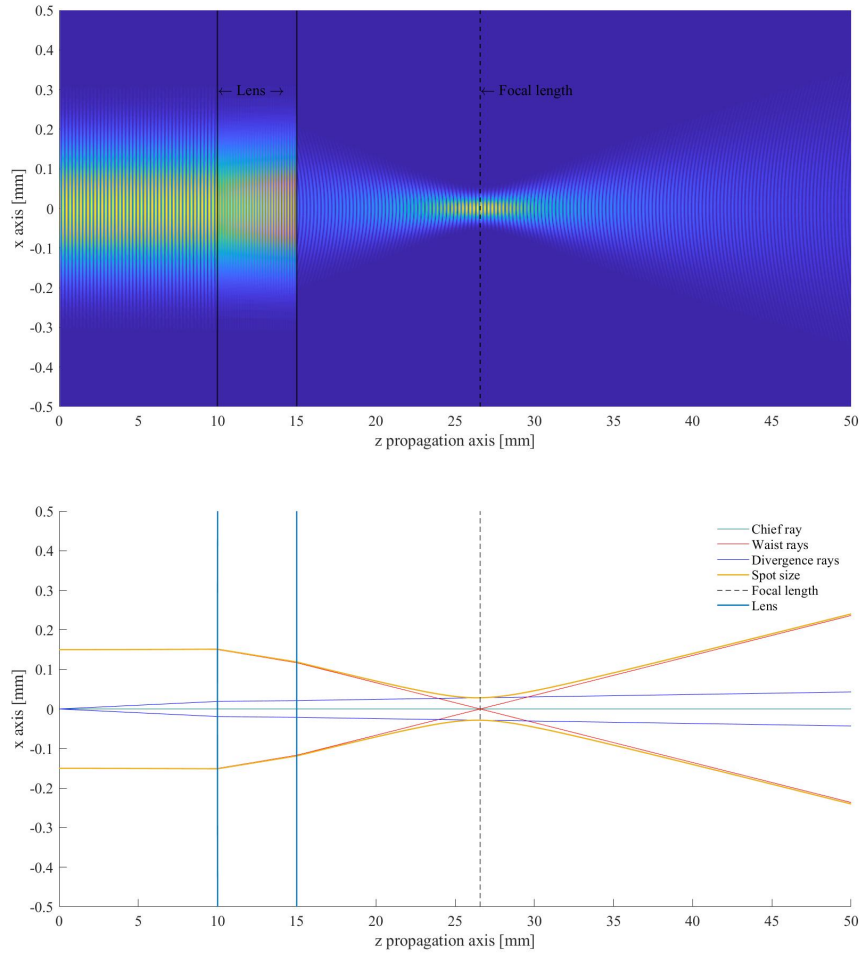 0.5
0.4
0.3
← Lens →
← Focal length
0.2
0.1
0
-0.1
-0.2
-0.3
-0.4
-0.5
x axis [mm]
0 5 10 15 20 25 30 35 40 45 50
z propagation axis [mm]
0.5
0.4
0.3
0.2
0.1
0
-0.1
-0.2
-0.3
-0.4
-0.5
x axis [mm]
Chief ray
Waist rays
Divergence rays
Spot size
Focal length
Lens
0 5 10 15 20 25 30 35 40 45 50
z propagation axis [mm]